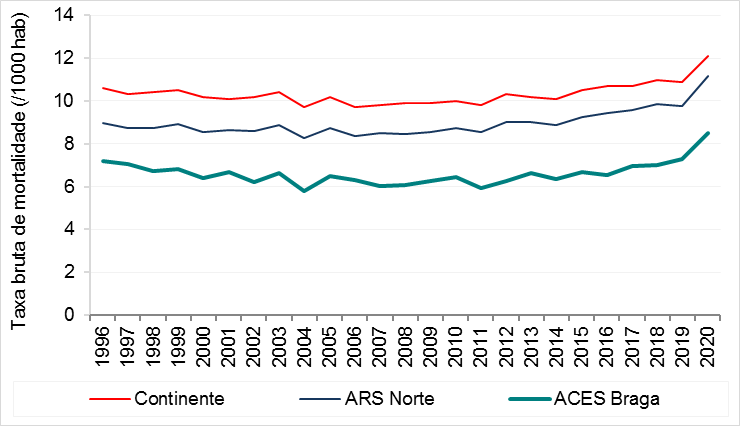 Taxa bruta de mortalidade (/1000 hab)
14
12
10
8
6
4
2
0
1996 1997 1998 1999 2000 2001 2002 2003 2004 2005 2006 2007 2008 2009 2010 2011 2012 2013 2014 2015 2016 2017 2018 2019 2020
Continente ARS Norte ACES Braga